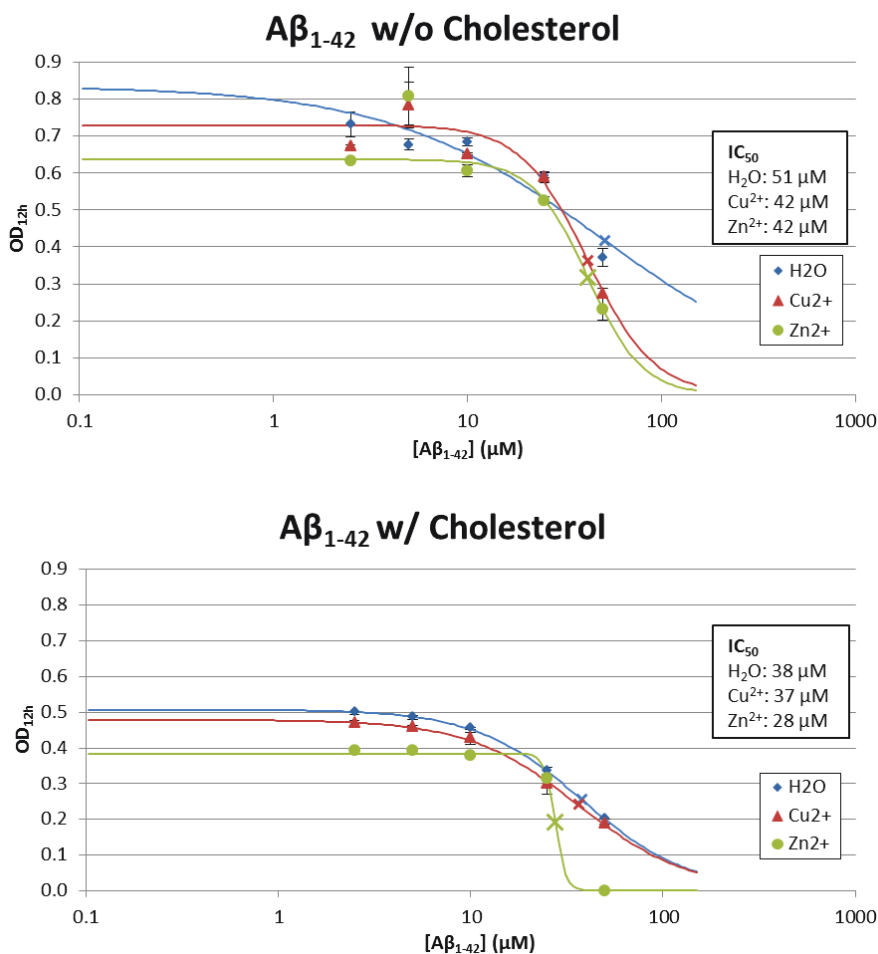 Aβ₁₋₄₂ w/o Cholesterol
0.9
0.8
0.7
0.6
0.5
0.4
0.3
0.2
0.1
0.0
OD₁₂ₕ
0.1 1 10 100 1000
[Aβ₁₋₄₂] (μM)
IC₅₀
H₂O: 51 μM
Cu²⁺: 42 μM
Zn²⁺: 42 μM
H2O
Cu2+
Zn2+
Aβ₁₋₄₂ w/ Cholesterol
0.9
0.8
0.7
0.6
0.5
0.4
0.3
0.2
0.1
0.0
OD₁₂ₕ
0.1 1 10 100 1000
[Aβ₁₋₄₂] (μM)
IC₅₀
H₂O: 38 μM
Cu²⁺: 37 μM
Zn²⁺: 28 μM
H2O
Cu2+
Zn2+